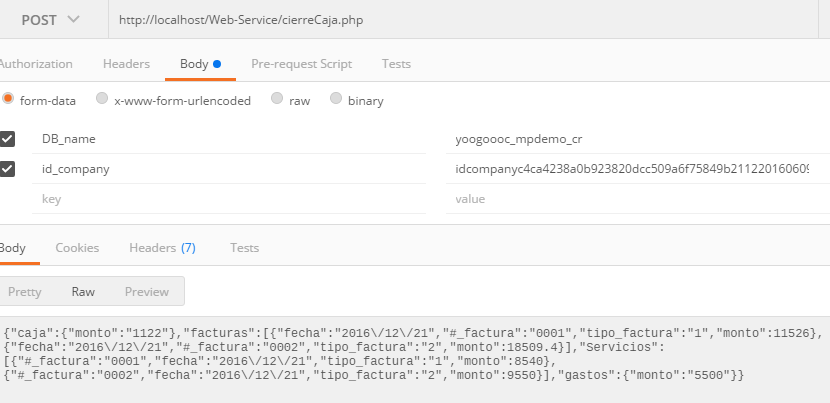 POST http://localhost/Web-Service/cierreCaja.php
Authorization Headers Body Pre-request Script Tests
form-data x-www-form-urlencoded raw binary
DB_name yoogoooc_mpdemo_cr
id_company idcompanyc4ca4238a0b923820dcc509a6f75849b211220160609
key value
Body Cookies Headers (7) Tests
Pretty Raw Preview
{"caja":{"monto":"1122"},"facturas":[{"fecha":"2016\/12\/21","#_factura":"0001","tipo_factura":"1","monto":11526},
{"fecha":"2016\/12\/21","#_factura":"0002","tipo_factura":"2","monto":18509.4}],"Servicios":
[{"#_factura":"0001","fecha":"2016\/12\/21","tipo_factura":"1","monto":8540},
{"#_factura":"0002","fecha":"2016\/12\/21","tipo_factura":"2","monto":9550}],"gastos":{"monto":"5500"}}